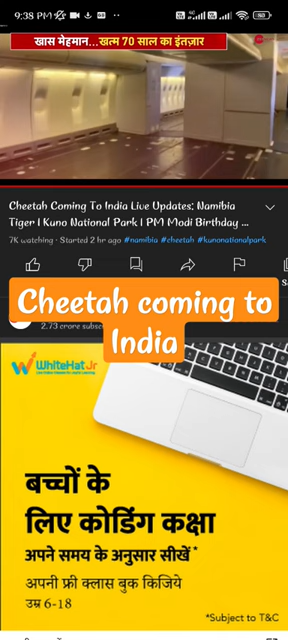 9:38 PM
खास मेहमान...खत्म 70 साल का इंतज़ार
Cheetah Coming To India Live Updates: Namibia
Tiger | Kuno National Park | PM Modi Birthday ...
7K watching · Started 2 hr ago #namibia #cheetah #kunonationalpark
Cheetah coming to
India
2.73 crore subsc
WhiteHat Jr
बच्चों के
लिए कोडिंग कक्षा
अपने समय के अनुसार सीखें*
अपनी फ्री क्लास बुक किजिये
उम्र 6-18
*Subject to T&C